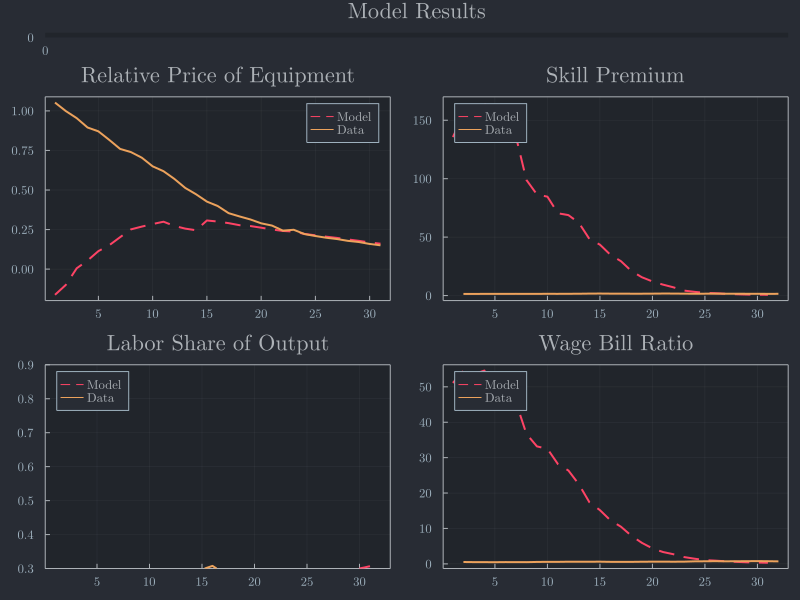 Model Results
0
0
Relative Price of Equipment
1.00
0.75
0.50
0.25
0.00
Model
Data
5 10 15 20 25 30
Skill Premium
150
100
50
0
Model
Data
5 10 15 20 25 30
Labor Share of Output
0.9
0.8
0.7
0.6
0.5
0.4
0.3
Model
Data
5 10 15 20 25 30
Wage Bill Ratio
50
40
30
20
10
0
Model
Data
5 10 15 20 25 30